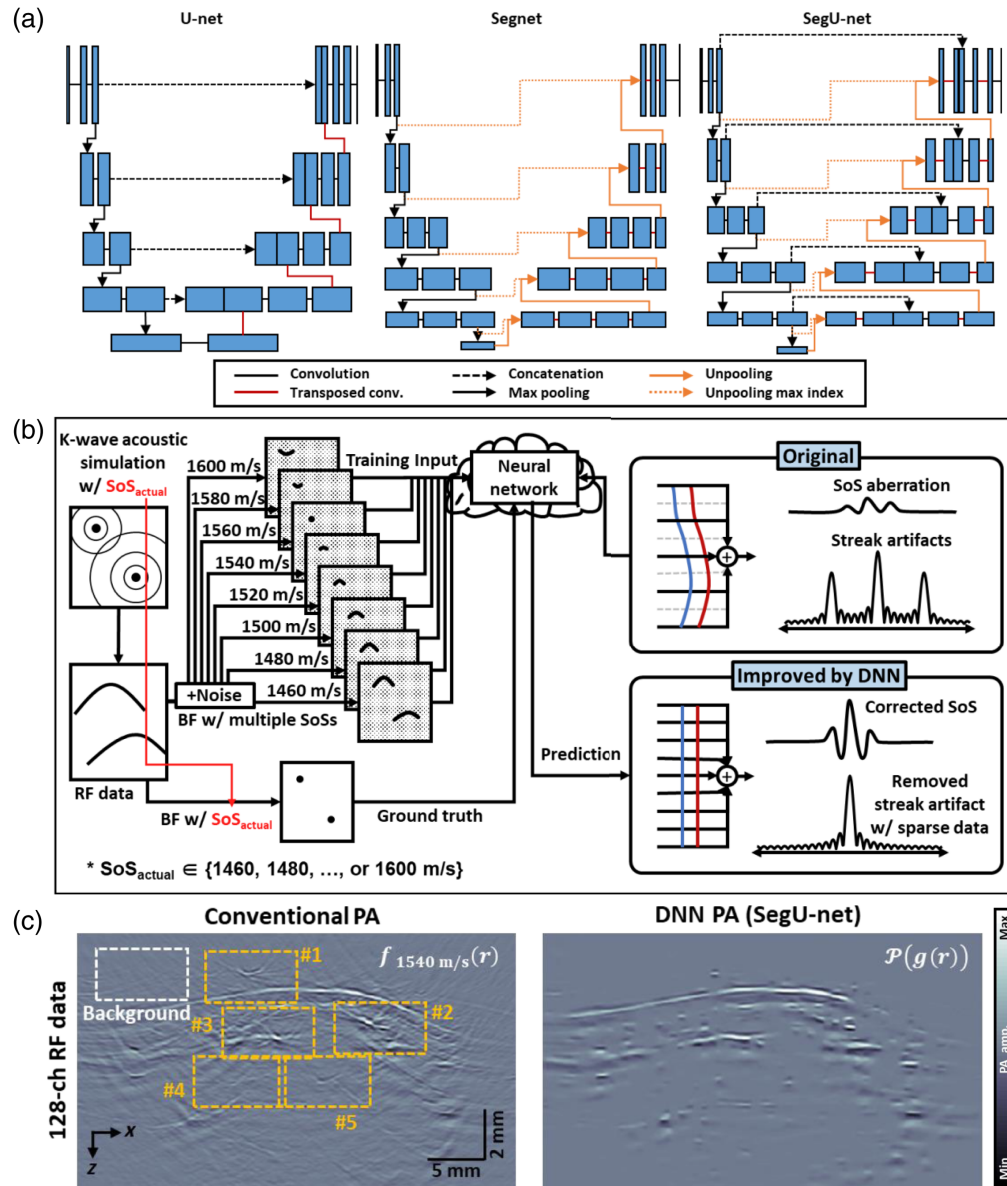 (a)
U-net
Segnet
SegU-net
Convolution
Concatenation
Unpooling
Transposed conv.
Max pooling
Unpooling max index
(b)
K-wave acoustic
simulation
w/ SoS_actual
1600 m/s
1580 m/s
1560 m/s
1540 m/s
1520 m/s
1500 m/s
1480 m/s
1460 m/s
Training Input
Neural
network
+Noise
BF w/ multiple SoSs
RF data
BF w/ SoS_actual
Ground truth
Prediction
* SoS_actual ∈ {1460, 1480, ..., or 1600 m/s}
Original
SoS aberration
Streak artifacts
+
Improved by DNN
Corrected SoS
+
Removed
streak artifact
w/ sparse data
(c)
Conventional PA
DNN PA (SegU-net)
128-ch RF data
f 1540 m/s(r)
Background
#1
#2
#3
#4
#5
X
Z
2 mm
5 mm
𝒫(g(r))
Max
PA amp.
Min